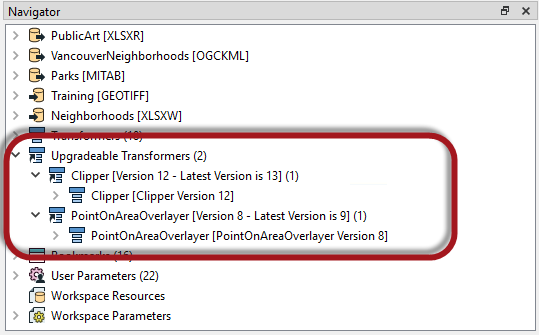 Navigator
PublicArt [XLSXR]
VancouverNeighborhoods [OGCKML]
Parks [MITAB]
Training [GEOTIFF]
Neighborhoods [XLSXW]
Transformers (18)
Upgradeable Transformers (2)
Clipper [Version 12 - Latest Version is 13] (1)
Clipper [Clipper Version 12]
PointOnAreaOverlayer [Version 8 - Latest Version is 9] (1)
PointOnAreaOverlayer [PointOnAreaOverlayer Version 8]
Bookmarks (16)
User Parameters (22)
Workspace Resources
Workspace Parameters